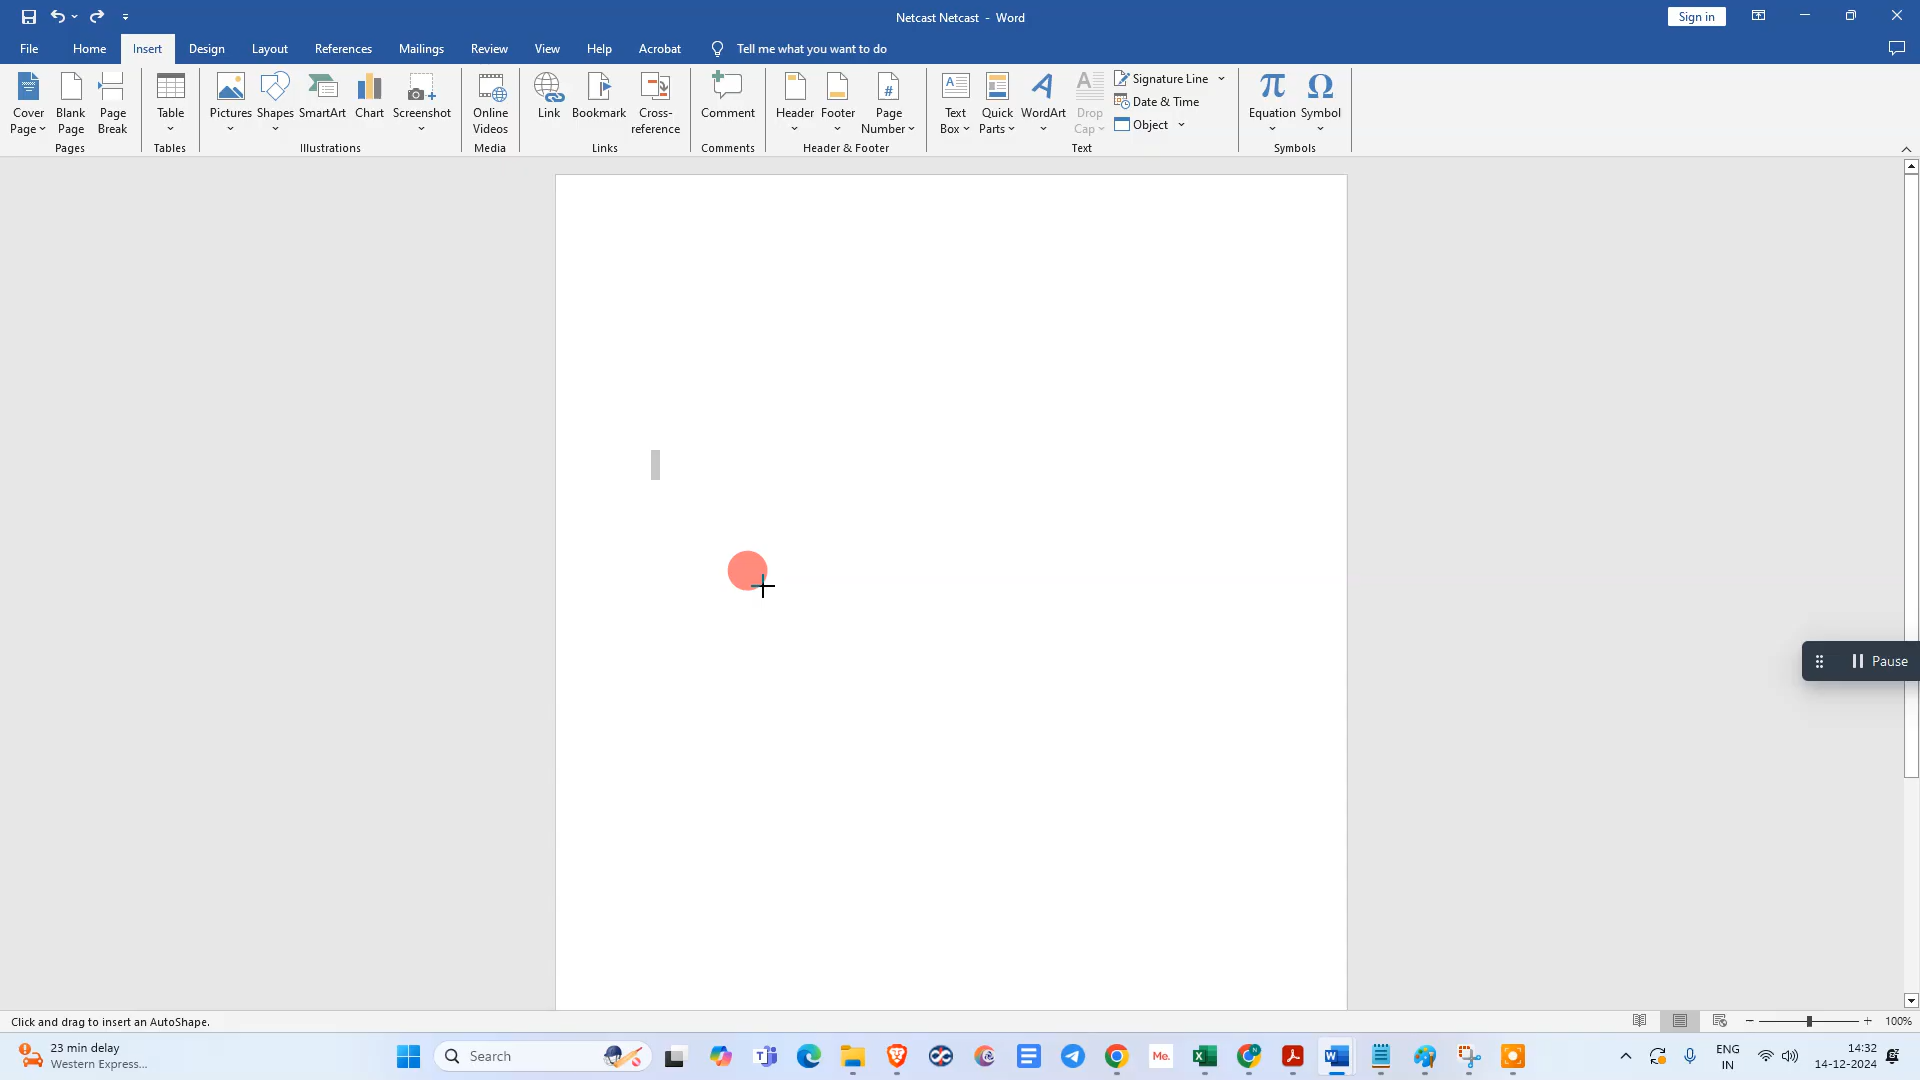 Netcast Netcast - Word
Sign in
File Home Insert Design Layout References Mailings Review View Help Acrobat Tell me what you want to do
Cover Page Blank Page Page Break
Pages
Table
Tables
Pictures Shapes SmartArt Chart Screenshot
Illustrations
Online Videos
Media
Link Bookmark Cross-reference
Links
Comment
Comments
Header Footer Page Number
Header & Footer
Text Box Quick Parts WordArt Drop Cap
Signature Line
Date & Time
Object
Text
Equation Symbol
Symbols
Pause
Click and drag to insert an AutoShape.
100%
23 min delay
Western Express...
Search
Me.
ENG
IN
14:32
14-12-2024